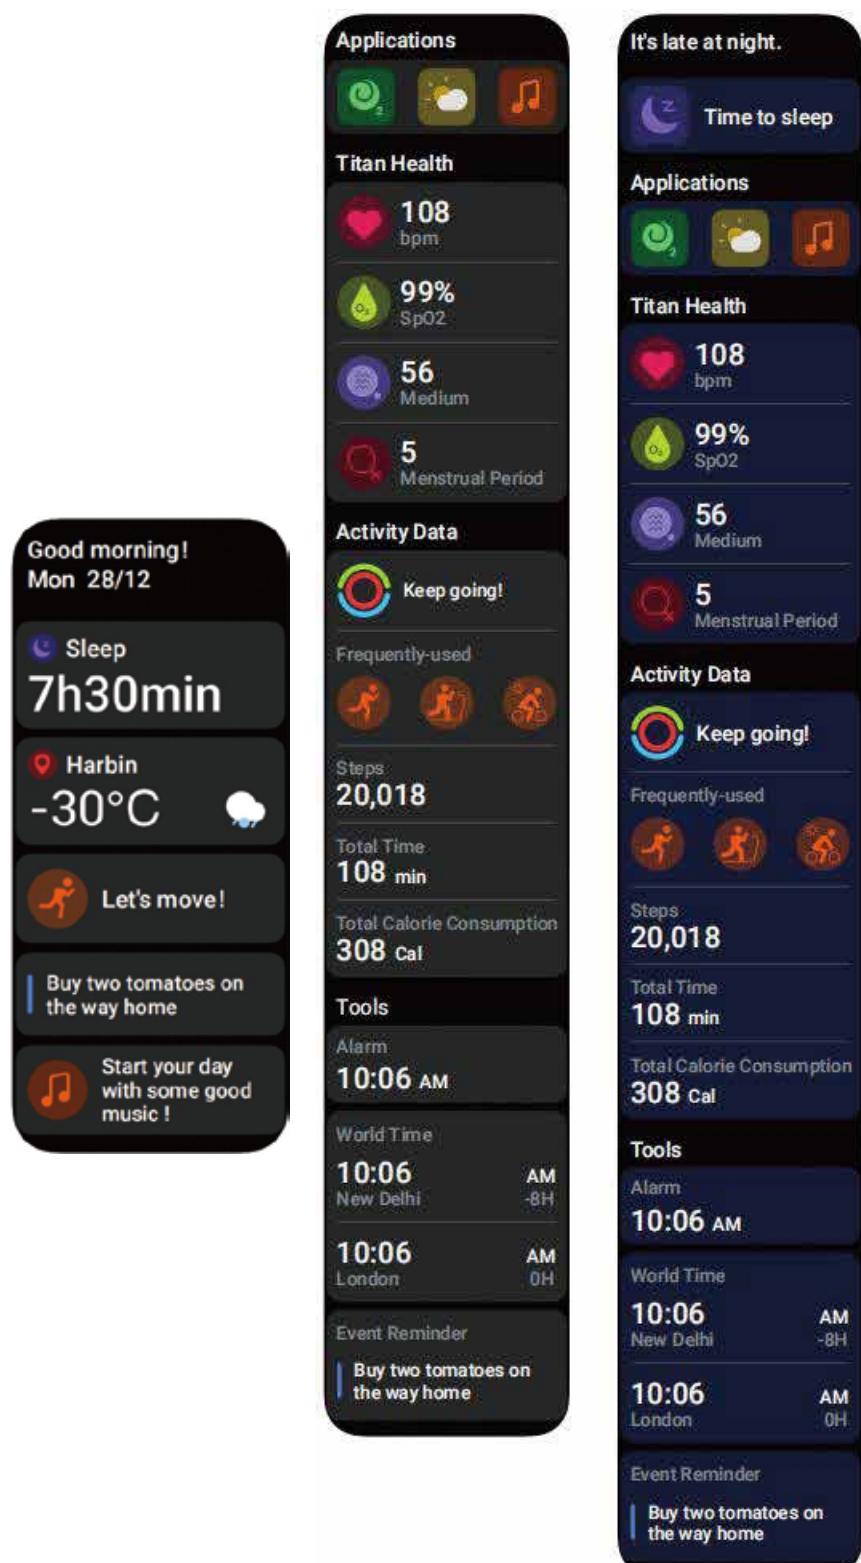 Good morning!
Mon 28/12
Sleep
7h30min
Harbin
-30°C
Let's move!
Buy two tomatoes on
the way home
Start your day
with some good
music !
Applications
2
Titan Health
108
bpm
99%
O₂
SpO2
56
Medium
5
Menstrual Period
Activity Data
Keep going!
Frequently-used
Steps
20,018
Total Time
108 min
Total Calorie Consumption
308 Cal
Tools
Alarm
10:06 AM
World Time
10:06 AM
New Delhi -8H
10:06 AM
London 0H
Event Reminder
Buy two tomatoes on
the way home
It's late at night.
Z
Time to sleep
Applications
2
Titan Health
108
bpm
99%
O₂
SpO2
56
Medium
5
Menstrual Period
Activity Data
Keep going!
Frequently-used
Steps
20,018
Total Time
108 min
Total Calorie Consumption
308 Cal
Tools
Alarm
10:06 AM
World Time
10:06 AM
New Delhi -8H
10:06 AM
London 0H
Event Reminder
Buy two tomatoes on
the way home